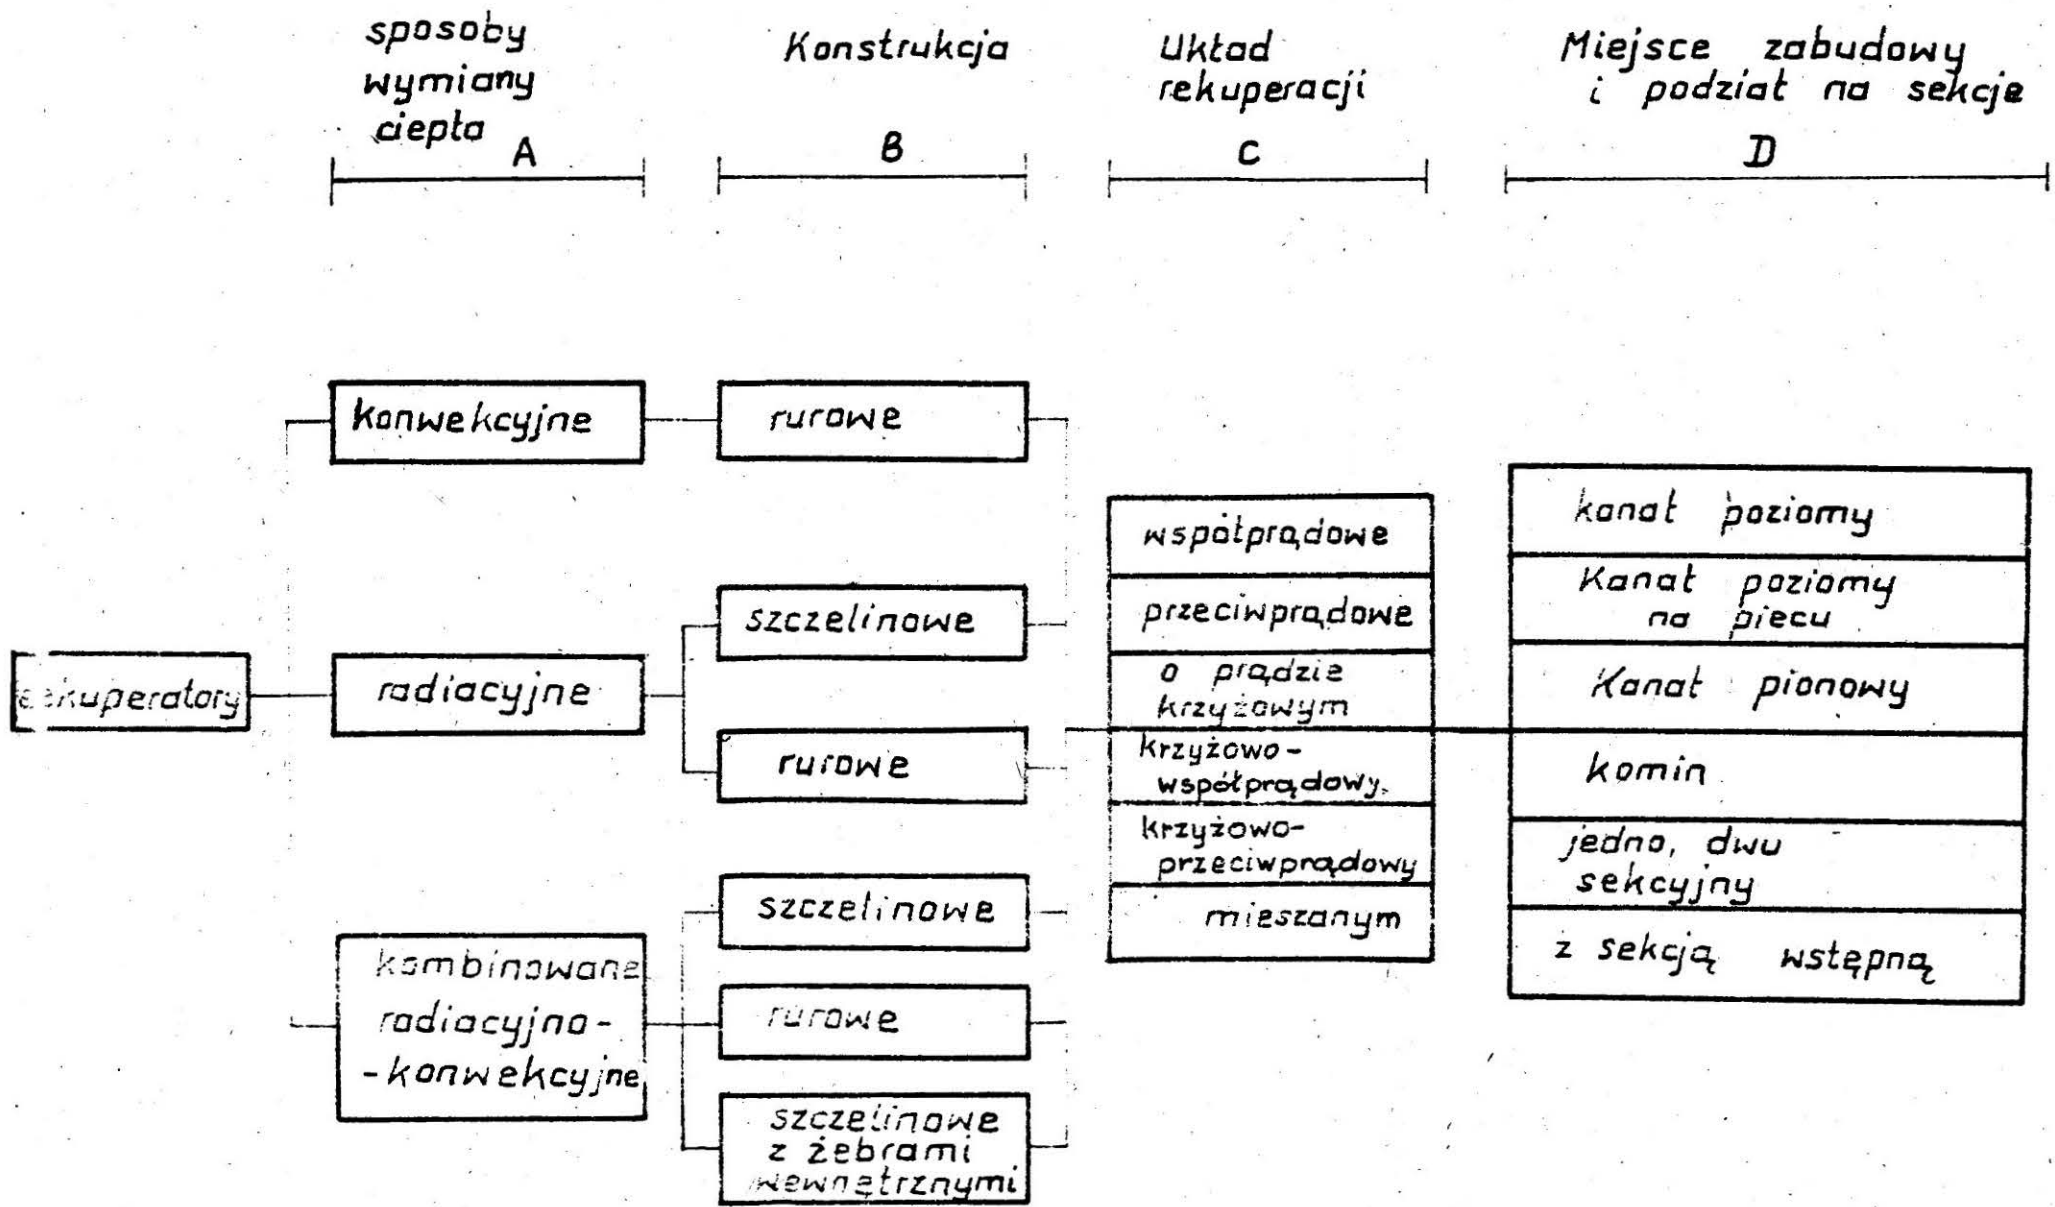 sposoby
wymiany
ciepła
A
Konstrukcja
B
Układ
rekuperacji
C
Miejsce zabudowy
i podział na sekcje
D
rekuperatory
konwekcyjne
radiacyjne
kombinowane
radiacyjno-
-konwekcyjne
rurowe
szczelinowe
rurowe
szczelinowe
rurowe
szczelinowe
z żebrami
wewnętrznymi
współprądowe
przeciwprądowe
o prądzie
krzyżowym
krzyżowo-
współprądowy
krzyżowo-
przeciwprądowy
mieszanym
kanał poziomy
Kanał poziomy
na piecu
Kanał pionowy
komin
jedno, dwu
sekcyjny
z sekcją wstępną